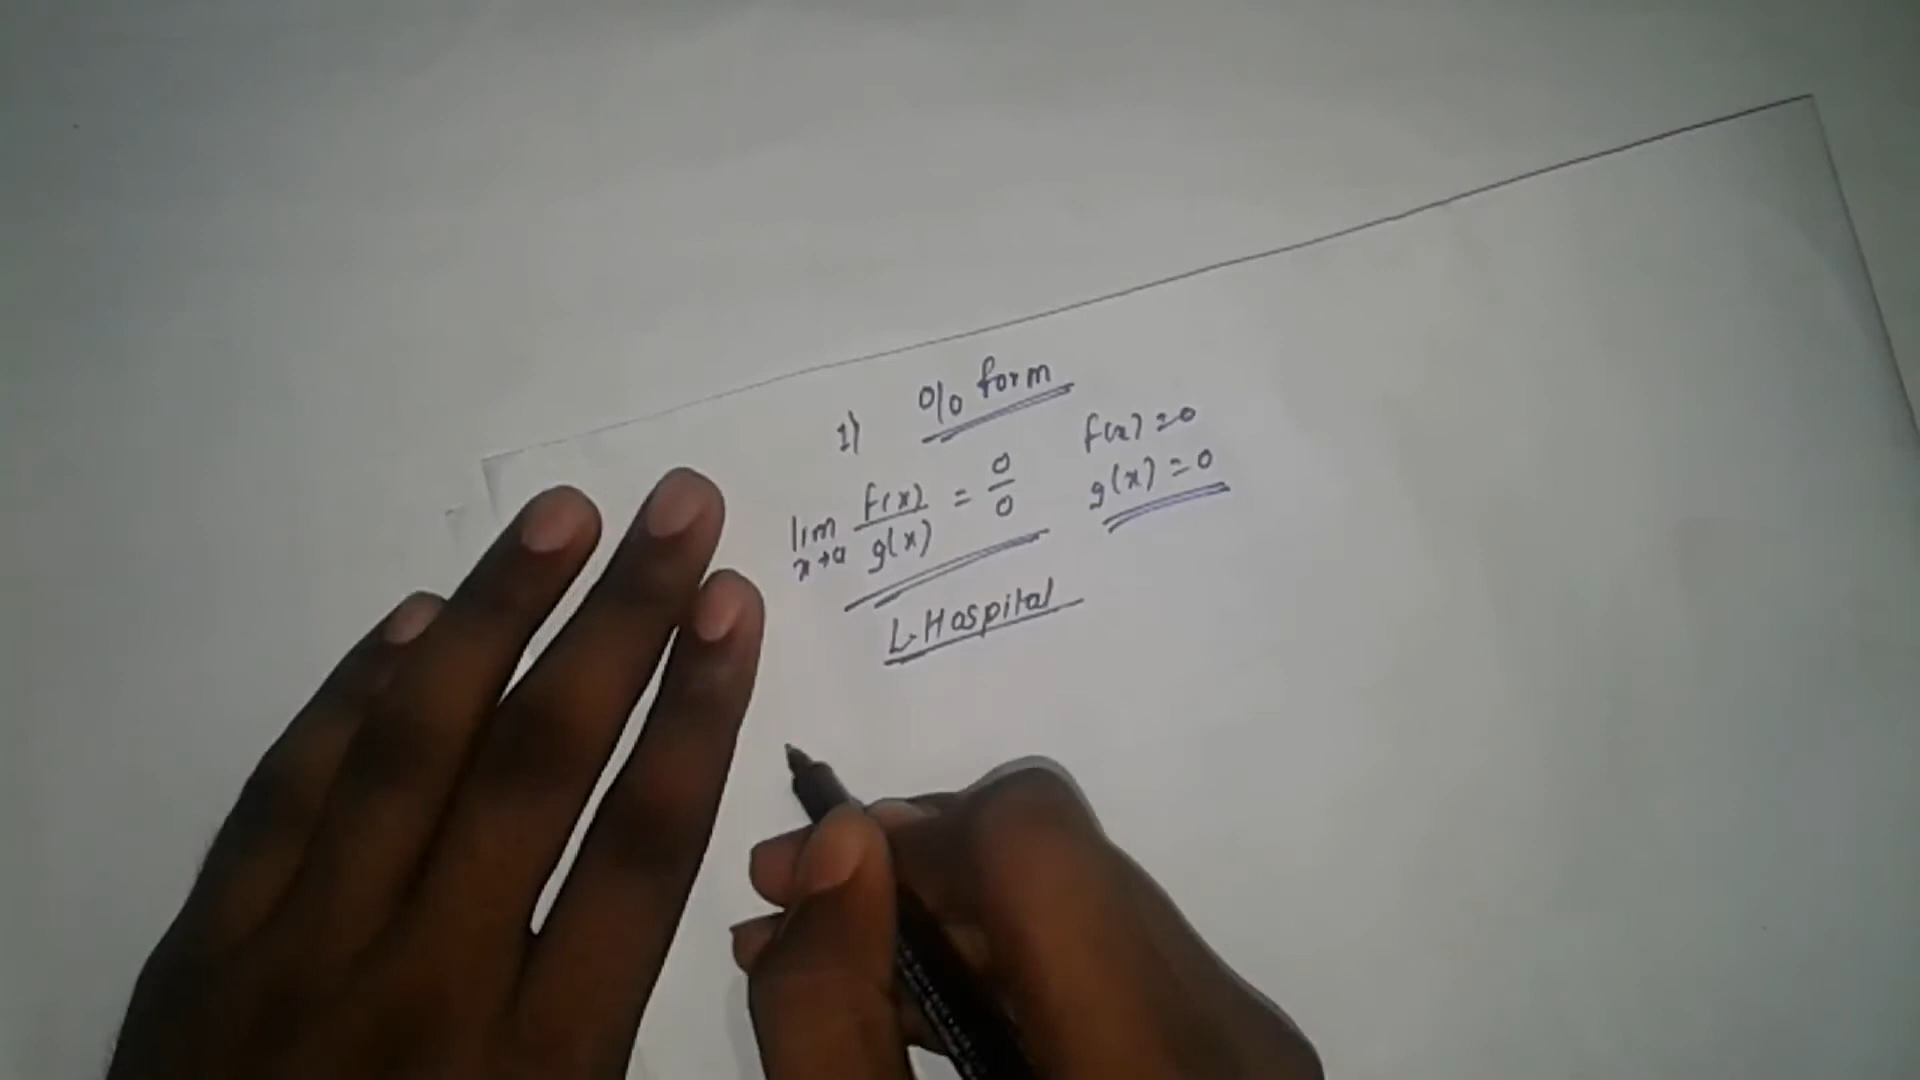 1) 0/0 form
lim x→a f(x)/g(x) = 0/0
f(x) = 0
g(x) = 0
L-Hospital